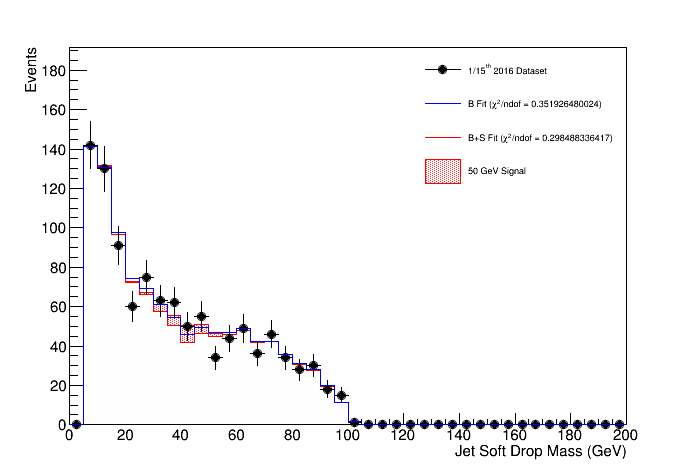 Events
180
160
140
120
100
80
60
40
20
0
1/15th 2016 Dataset
B Fit (χ²/ndof = 0.351926480024)
B+S Fit (χ²/ndof = 0.298488336417)
50 GeV Signal
0 20 40 60 80 100 120 140 160 180 200
Jet Soft Drop Mass (GeV)